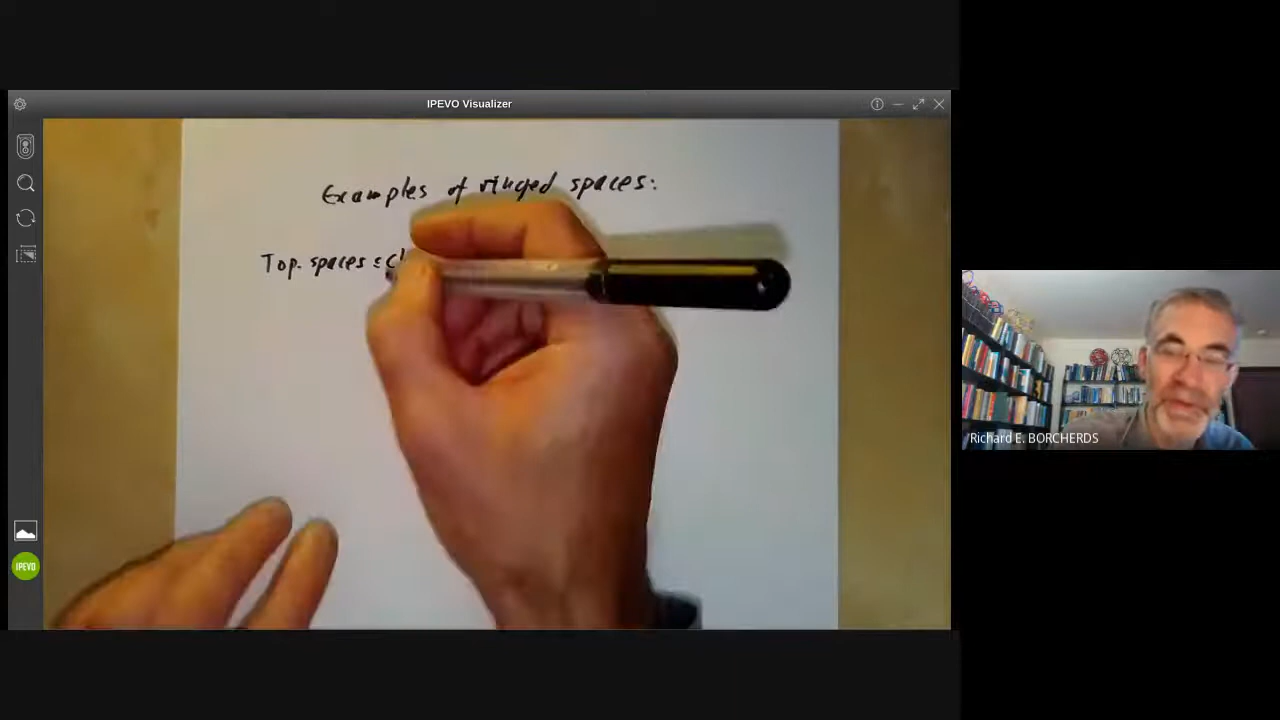 IPEVO Visualizer
Examples of ringed spaces:
Top. spaces
IPEVO
Richard E. BORCHERDS